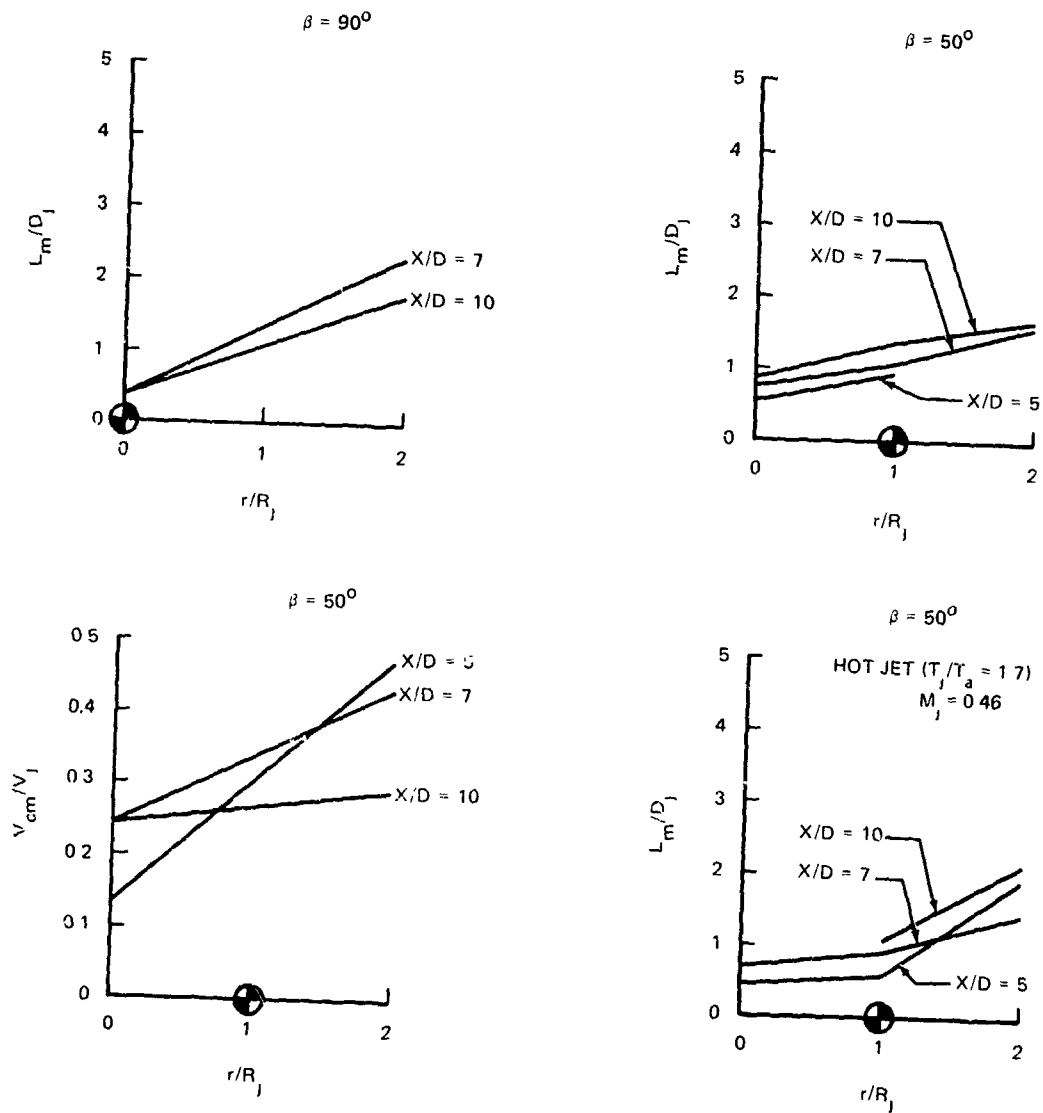 β = 90°
5
4
3
2
1
0
L_m/D_j
X/D = 7
X/D = 10
0
1
2
r/R_j
β = 50°
5
4
3
2
1
0
L_m/D_j
X/D = 10
X/D = 7
X/D = 5
0
1
2
r/R_j
β = 50°
0 5
0.4
0.3
0 2
0 1
0
V_cm/V_j
X/D = 5
X/D = 7
X/D = 10
0
1
2
r/R_j
β = 50°
HOT JET (T_j/T_a = 1 7)
M_j = 0 46
5
4
3
2
1
0
L_m/D_j
X/D = 10
X/D = 7
X/D = 5
0
1
2
r/R_j